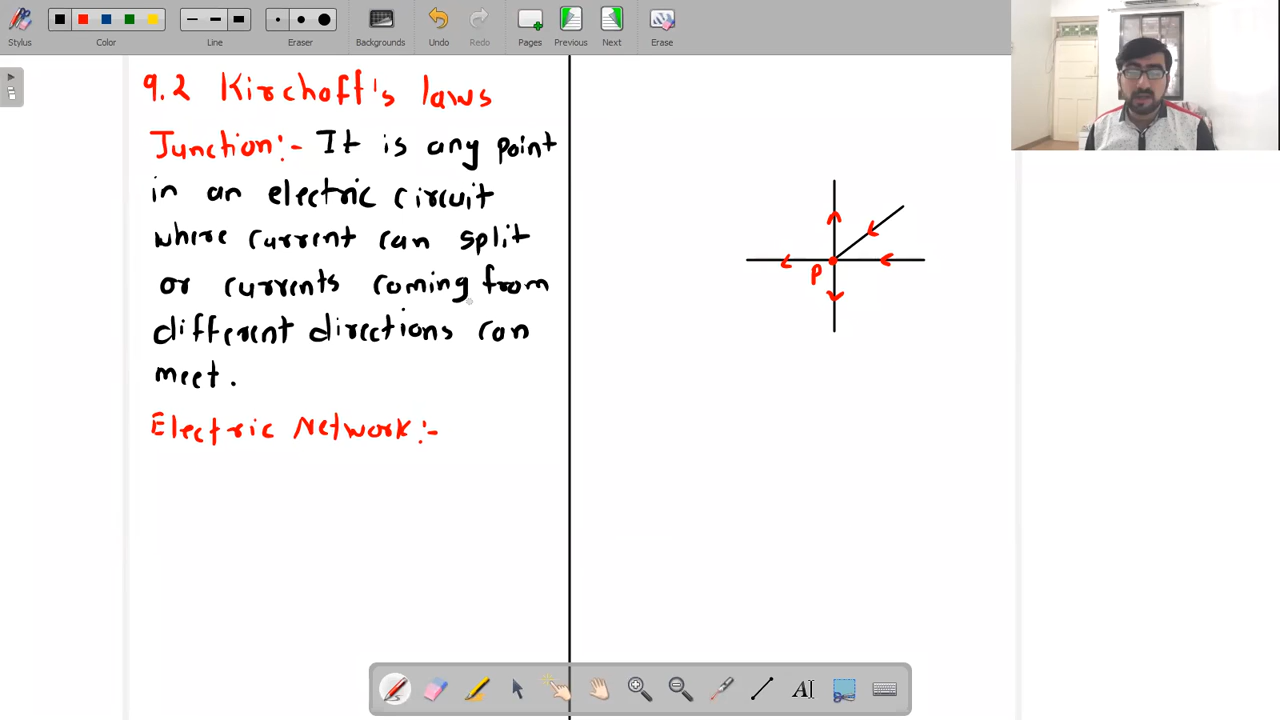 Stylus
Color
Line
Eraser
Backgrounds
Undo
Redo
Pages
Previous
Next
Erase
9.2 Kirchoff's laws
Junction:- It is any point
in an electric circuit
where current can split
or currents coming from
different directions can
meet.
Electric Network:-
P